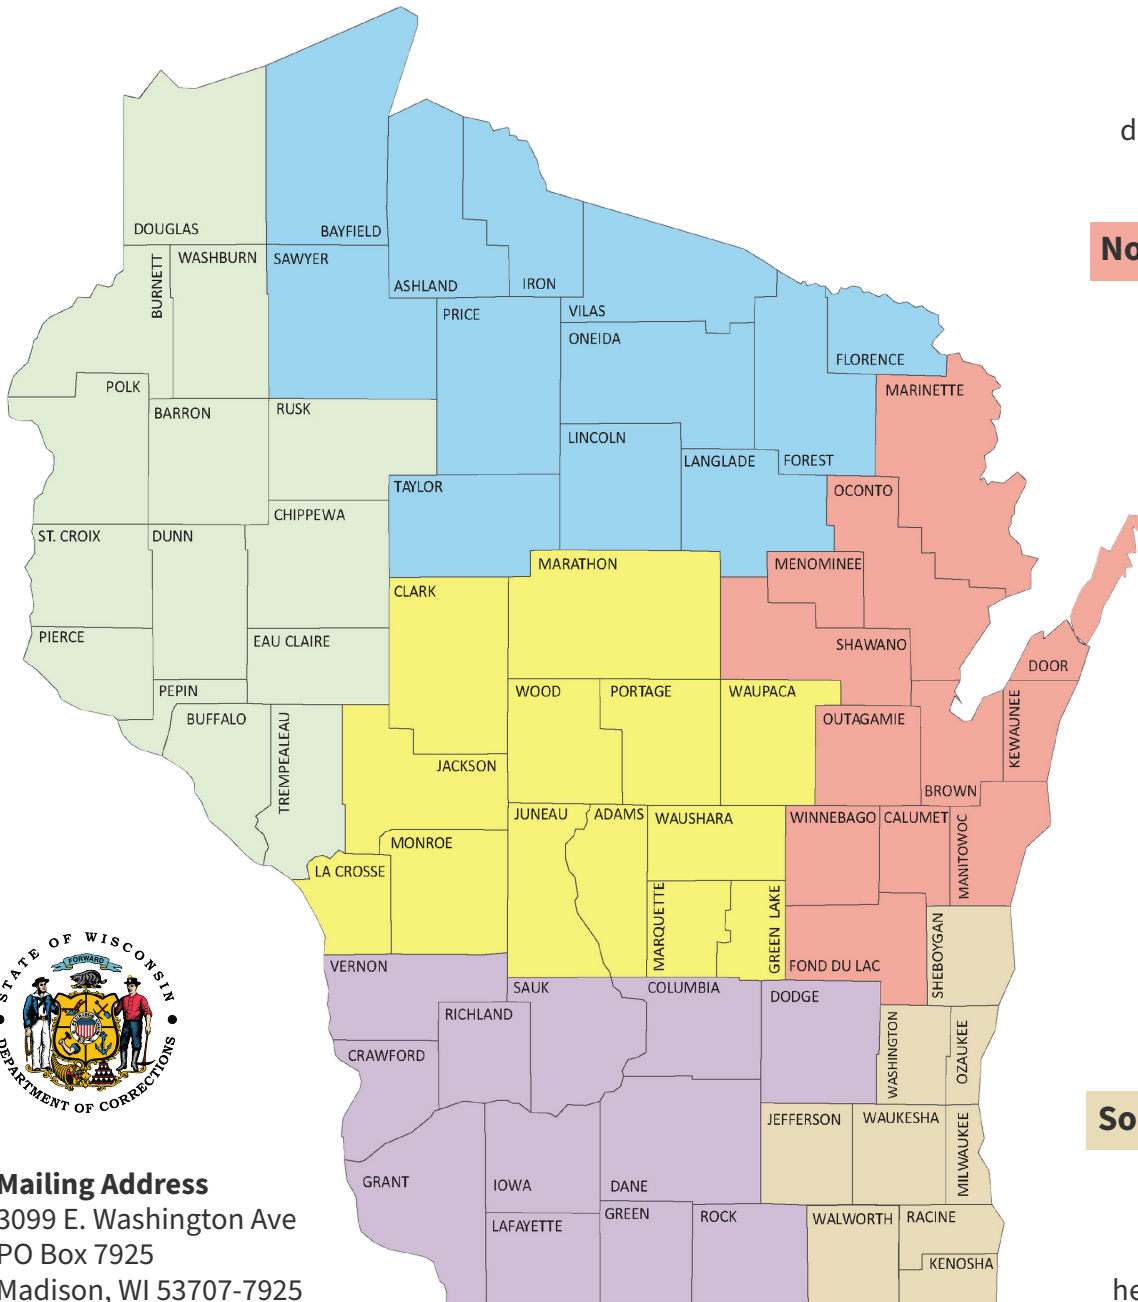 d
No
DOUGLAS
BAYFIELD
BURNETT
WASHBURN
SAWYER
ASHLAND
IRON
PRICE
VILAS
ONEIDA
FLORENCE
POLK
MARINETTE
BARRON
RUSK
LINCOLN
LANGLADE
FOREST
TAYLOR
OCONTO
CHIPPEWA
ST. CROIX
DUNN
MARATHON
MENOMINEE
CLARK
PIERCE
EAU CLAIRE
SHAWANO
DOOR
PEPIN
WOOD
PORTAGE
WAUPACA
BUFFALO
TREMPEALEAU
OUTAGAMIE
KEWAUNEE
JACKSON
BROWN
JUNEAU
ADAMS
WAUSHARA
WINNEBAGO
CALUMET
MANITOWOC
MONROE
LA CROSSE
MARQUETTE
GREEN LAKE
SHEBOYGAN
VERNON
FOND DU LAC
SAUK
COLUMBIA
DODGE
RICHLAND
WASHINGTON
OZAUKEE
CRAWFORD
JEFFERSON
WAUKESHA
MILWAUKEE
So
GRANT
IOWA
DANE
LAFAYETTE
GREEN
ROCK
WALWORTH
RACINE
KENOSHA
STATE OF WISCONSIN
FORWARD
DEPARTMENT OF CORRECTIONS
Mailing Address
3099 E. Washington Ave
PO Box 7925
Madison, WI 53707-7925
he